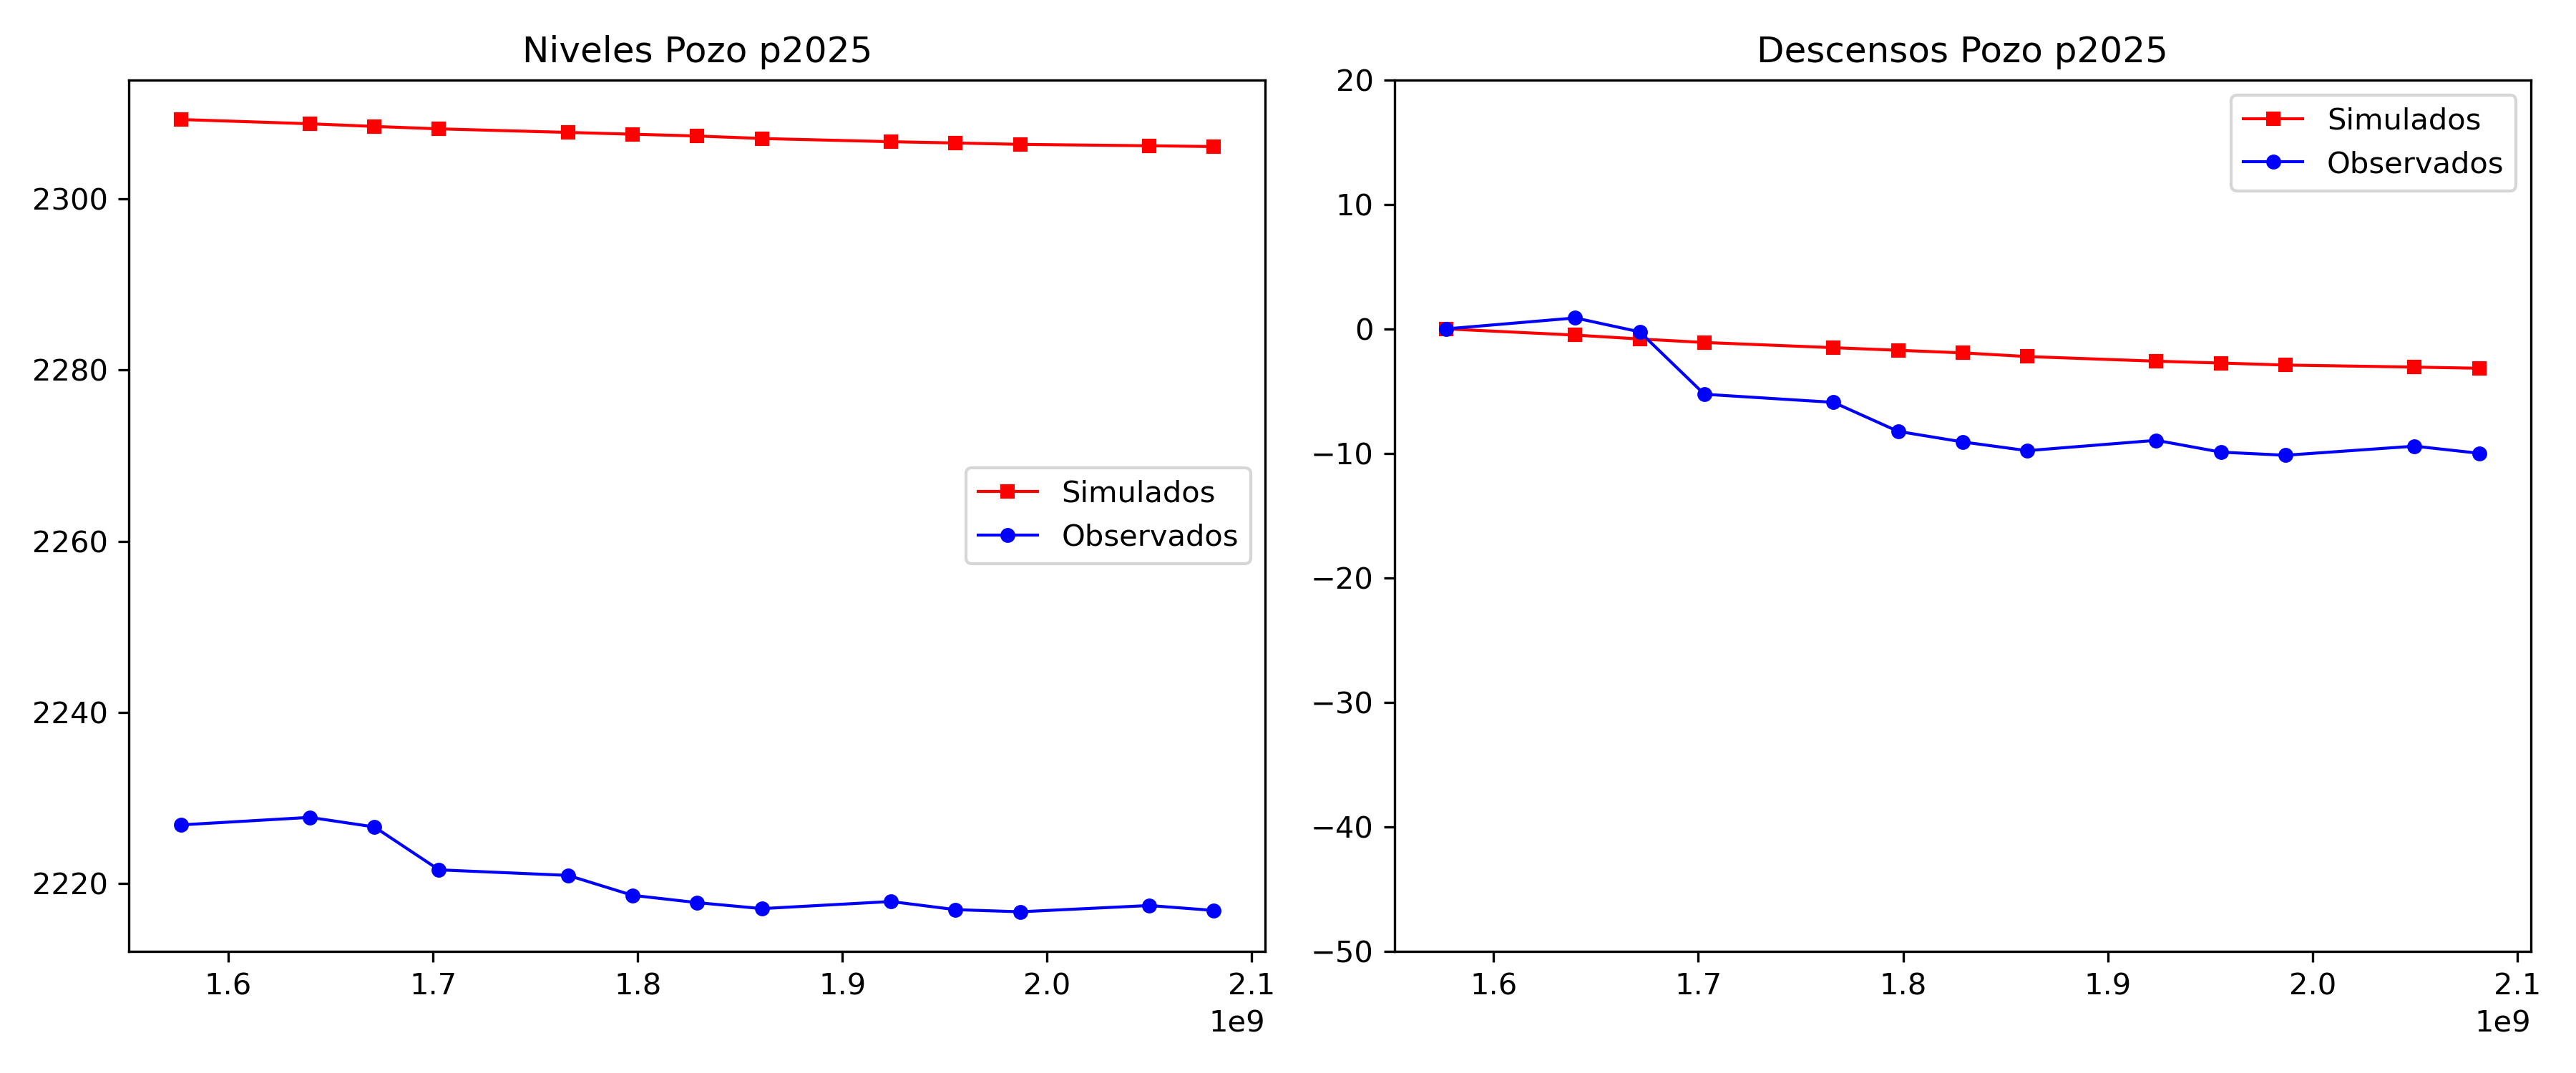 Niveles Pozo p2025
2300
2280
2260
2240
2220
Simulados
Observados
1.6 1.7 1.8 1.9 2.0 2.1
1e9
Descensos Pozo p2025
20
10
0
−10
−20
−30
−40
−50
Simulados
Observados
1.6 1.7 1.8 1.9 2.0 2.1
1e9